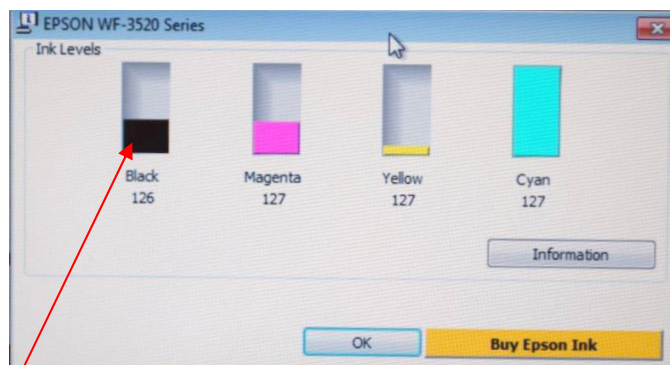 EPSON WF-3520 Series
Ink Levels
Black Magenta Yellow Cyan
126 127 127 127
Information
OK Buy Epson Ink